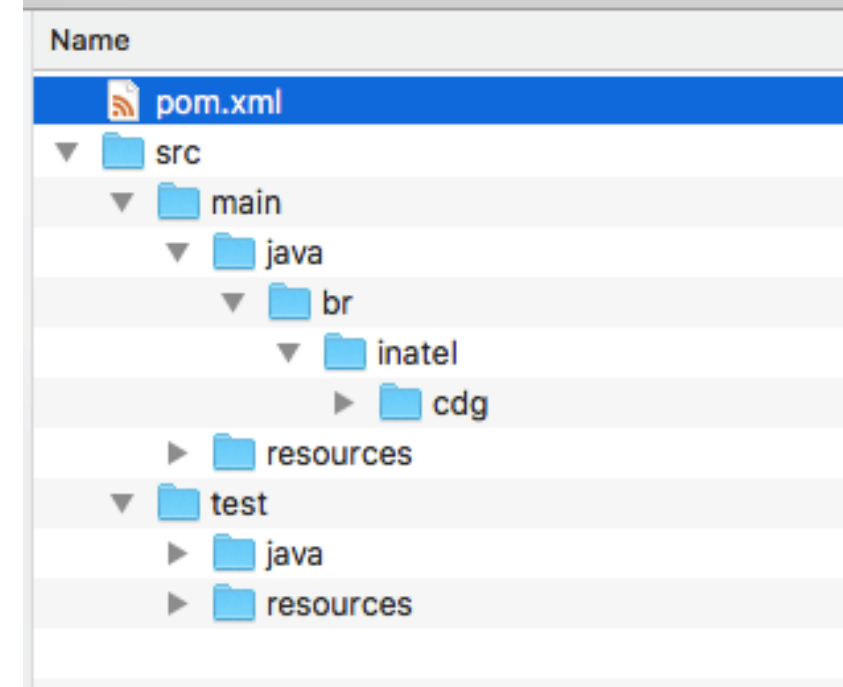 Name
pom.xml
src
main
java
br
inatel
cdg
resources
test
java
resources